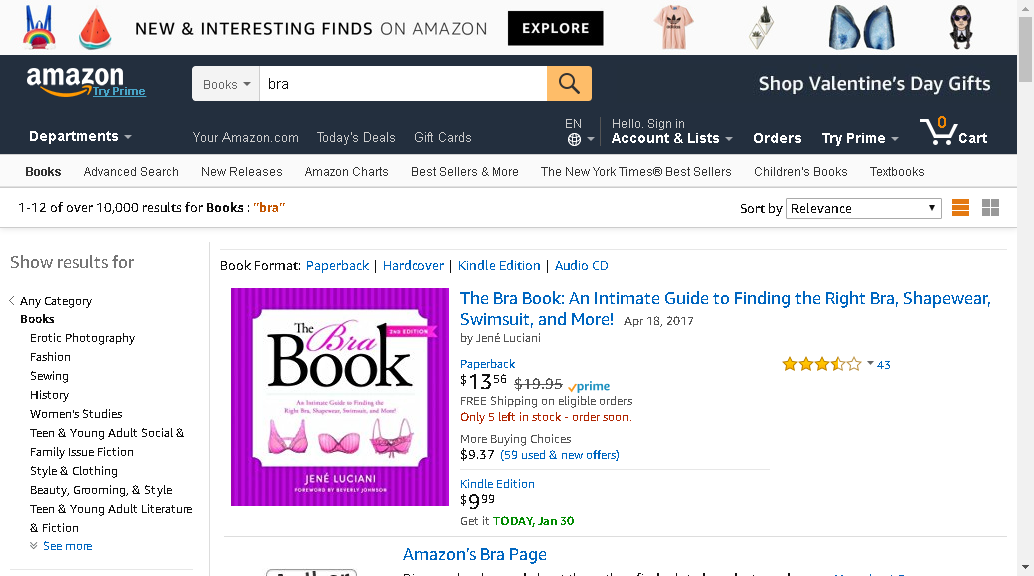 NEW & INTERESTING FINDS ON AMAZON EXPLORE
amazon
Try Prime
Books
bra
Shop Valentine's Day Gifts
Departments
Your Amazon.com Today's Deals Gift Cards
EN
Hello. Sign in
Account & Lists
Orders
Try Prime
0
Cart
Books Advanced Search New Releases Amazon Charts Best Sellers & More The New York Times® Best Sellers Children's Books Textbooks
1-12 of over 10,000 results for Books : "bra"
Sort by Relevance
Show results for
Any Category
Books
Erotic Photography
Fashion
Sewing
History
Women's Studies
Teen & Young Adult Social &
Family Issue Fiction
Style & Clothing
Beauty, Grooming, & Style
Teen & Young Adult Literature
& Fiction
See more
Book Format: Paperback | Hardcover | Kindle Edition | Audio CD
The Bra Book
2ND EDITION
An Intimate Guide to Finding the
Right Bra, Shapewear, Swimsuit, and More!
JENÉ LUCIANI
FOREWORD BY BEVERLY JOHNSON
The Bra Book: An Intimate Guide to Finding the Right Bra, Shapewear,
Swimsuit, and More! Apr 18, 2017
by Jené Luciani
Paperback
$13 56 $19.95 prime
FREE Shipping on eligible orders
Only 5 left in stock - order soon.
More Buying Choices
$9.37 (59 used & new offers)
Kindle Edition
$9 99
Get it TODAY, Jan 30
43
Amazon's Bra Page